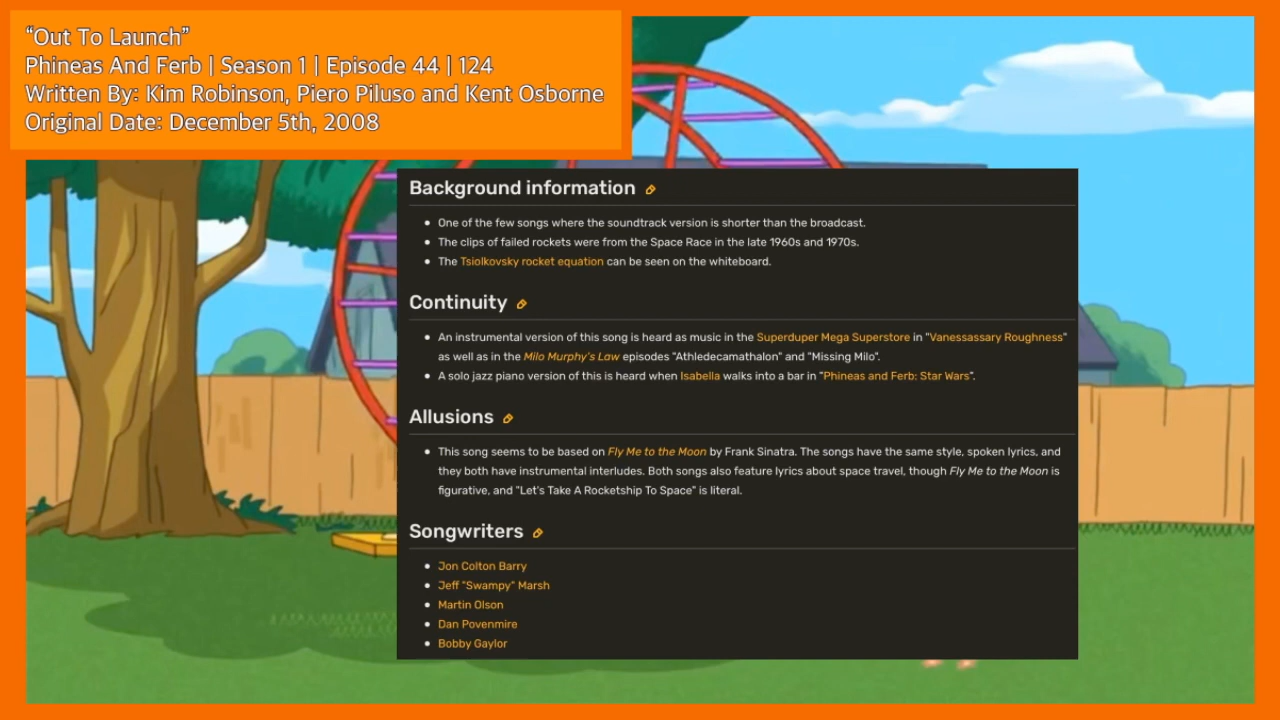 “Out To Launch”
Phineas And Ferb | Season 1 | Episode 44 | 124
Written By: Kim Robinson, Piero Piluso and Kent Osborne
Original Date: December 5th, 2008
Background information
One of the few songs where the soundtrack version is shorter than the broadcast.
The clips of failed rockets were from the Space Race in the late 1960s and 1970s.
The Tsiolkovsky rocket equation can be seen on the whiteboard.
Continuity
An instrumental version of this song is heard as music in the Superduper Mega Superstore in "Vanessassary Roughness"
as well as in the Milo Murphy's Law episodes "Athledecamathalon" and "Missing Milo".
A solo jazz piano version of this is heard when Isabella walks into a bar in "Phineas and Ferb: Star Wars".
Allusions
This song seems to be based on Fly Me to the Moon by Frank Sinatra. The songs have the same style, spoken lyrics, and
they both have instrumental interludes. Both songs also feature lyrics about space travel, though Fly Me to the Moon is
figurative, and "Let's Take A Rocketship To Space" is literal.
Songwriters
Jon Colton Barry
Jeff "Swampy" Marsh
Martin Olson
Dan Povenmire
Bobby Gaylor